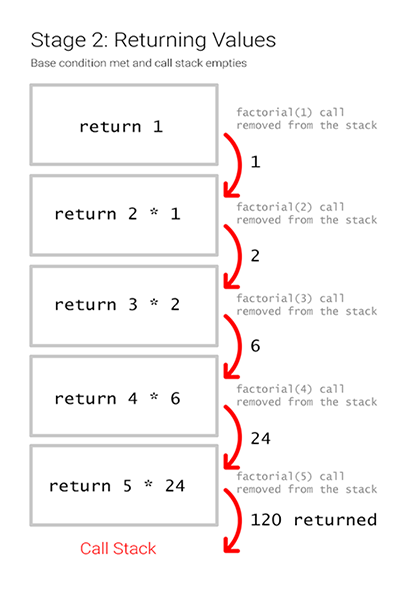 Stage 2: Returning Values
Base condition met and call stack empties
return 1
factorial(1) call
removed from the stack
1
return 2 * 1
factorial(2) call
removed from the stack
2
return 3 * 2
factorial(3) call
removed from the stack
6
return 4 * 6
factorial(4) call
removed from the stack
24
return 5 * 24
factorial(5) call
removed from the stack
120 returned
Call Stack